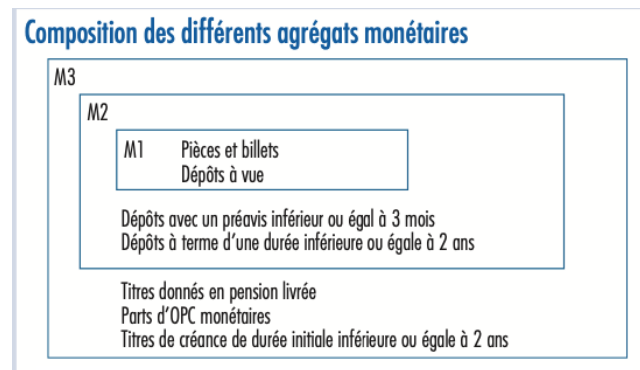 Composition des différents agrégats monétaires
M3
M2
M1 Pièces et billets
Dépôts à vue
Dépôts avec un préavis inférieur ou égal à 3 mois
Dépôts à terme d'une durée inférieure ou égale à 2 ans
Titres donnés en pension livrée
Parts d'OPC monétaires
Titres de créance de durée initiale inférieure ou égale à 2 ans